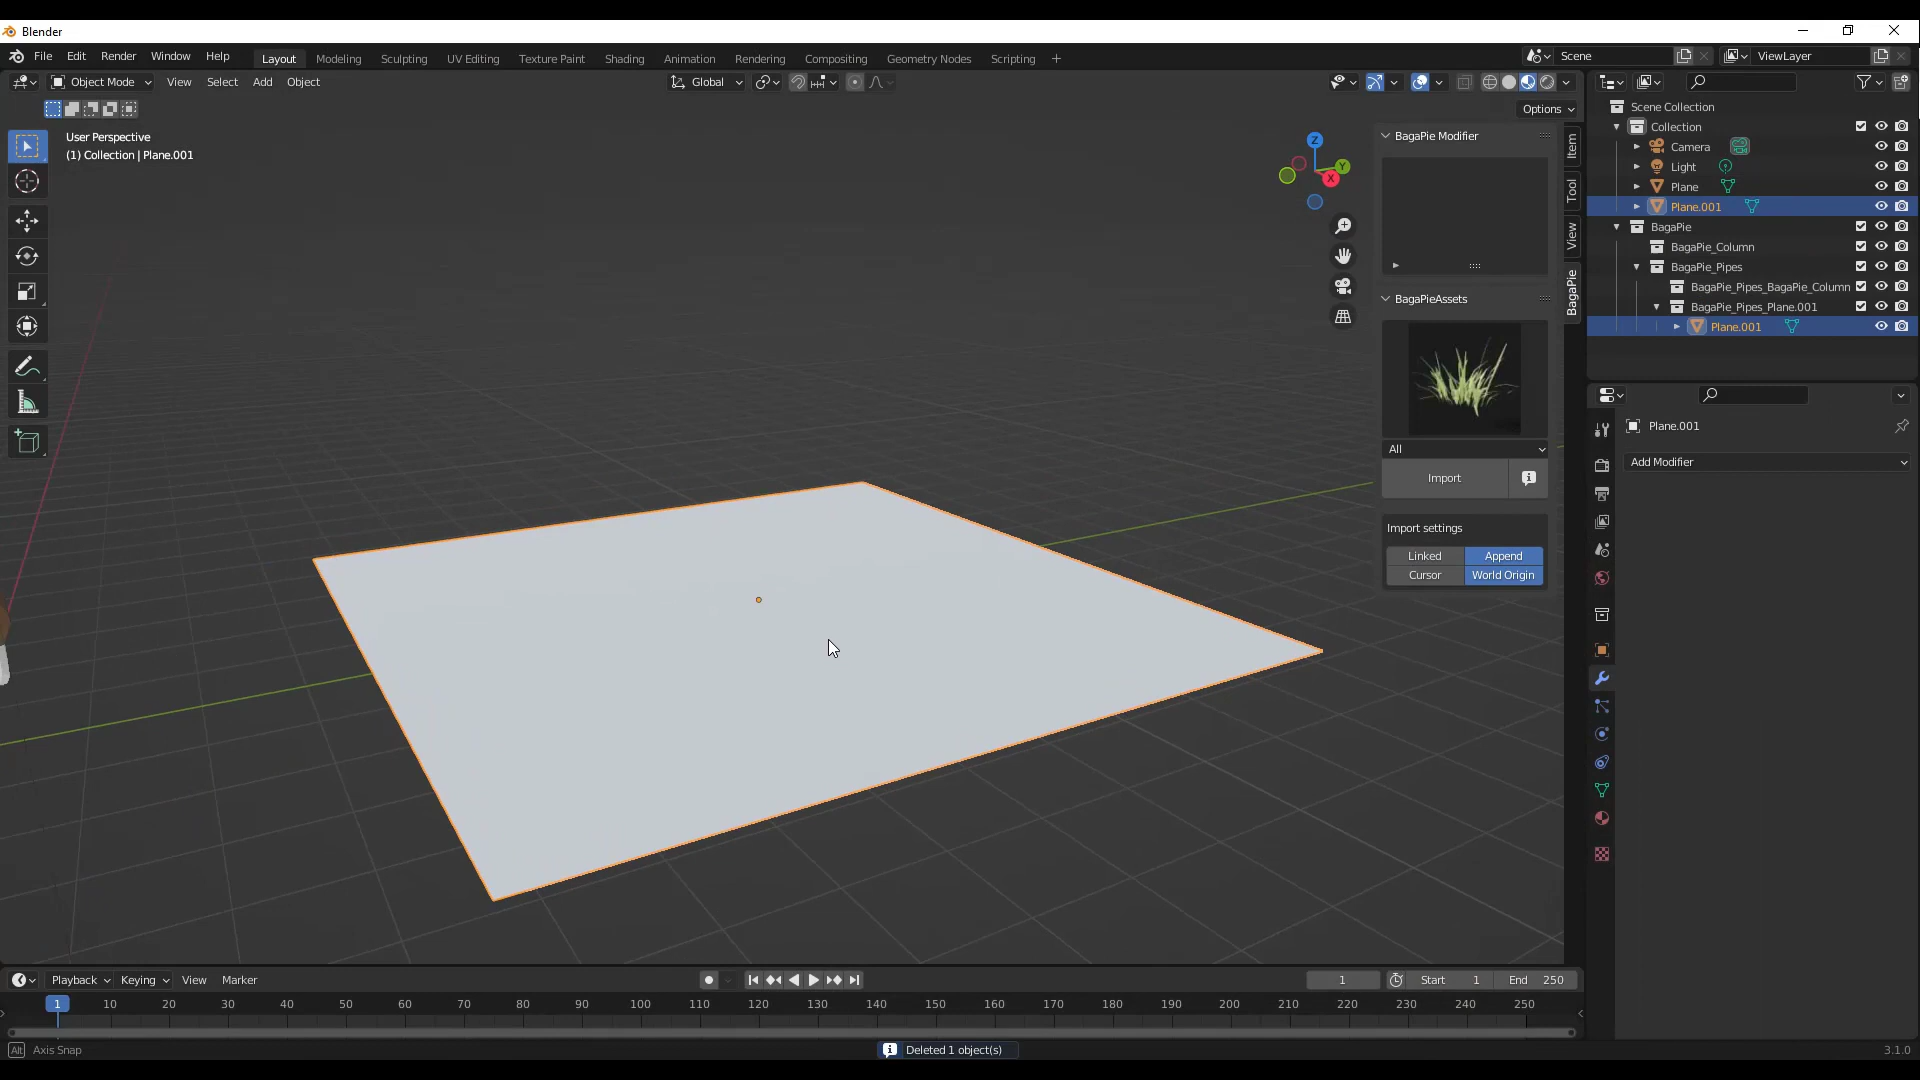 Blender
File Edit Render Window Help Layout Modeling Sculpting UV Editing Texture Paint Shading Animation Rendering Compositing Geometry Nodes Scripting + Scene ViewLayer
Object Mode View Select Add Object Global
Options
User Perspective
(1) Collection | Plane.001
Z
Y
X
BagaPie Modifier
BagaPieAssets
All
Import
Import settings
Linked Append
Cursor World Origin
Item
Tool
View
BagaPie
Scene Collection
Collection
Camera
Light
Plane
Plane.001
BagaPie
BagaPie_Column
BagaPie_Pipes
BagaPie_Pipes_BagaPie_Column
BagaPie_Pipes_Plane.001
Plane.001
Plane.001
Add Modifier
Playback Keying View Marker 1 Start 1 End 250
1 10 20 30 40 50 60 70 80 90 100 110 120 130 140 150 160 170 180 190 200 210 220 230 240 250
Alt Axis Snap Deleted 1 object(s) 3.1.0